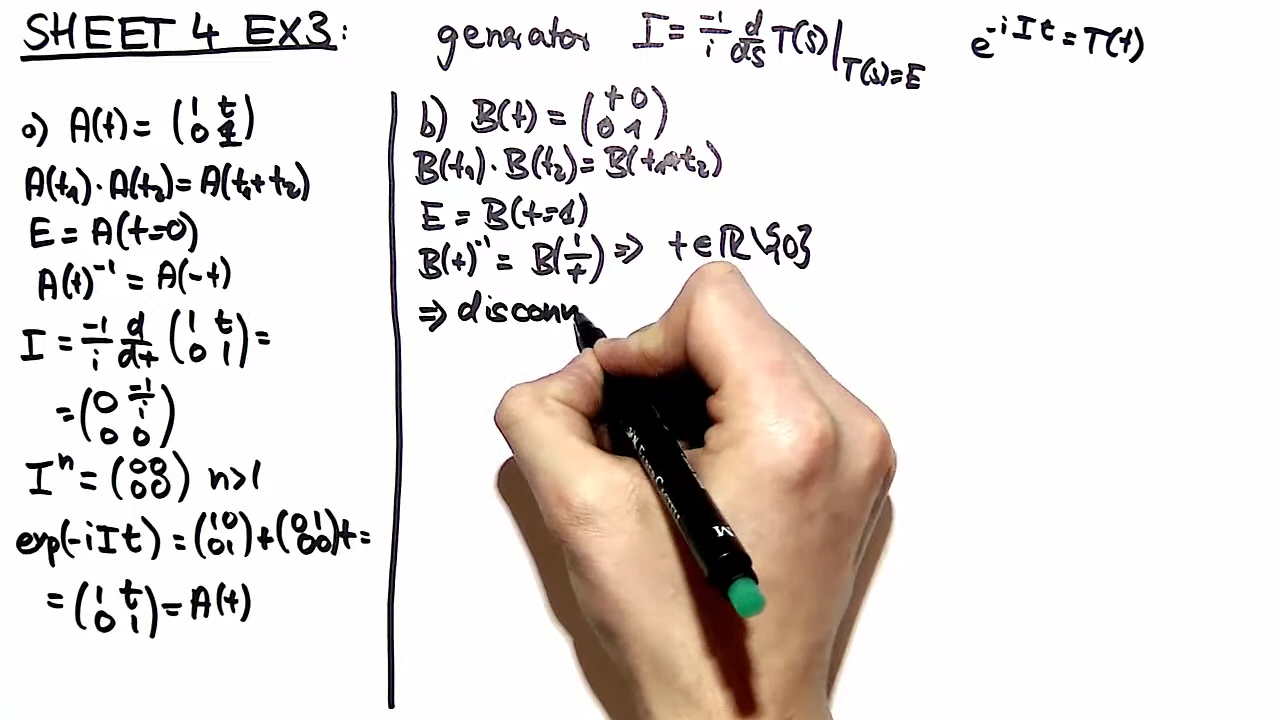 SHEET 4 EX3:
generator I = -1/i d/ds T(s)|T(s)=E
e^{-iIt} = T(t)
a) A(t) = (1 t
0 1)
A(t₁)·A(t₂) = A(t₁+t₂)
E = A(t=0)
A(t)⁻¹ = A(-t)
I = -1/i d/dt (1 t
0 1) =
= (0 -1/i
0 0)
Iⁿ = (0 0
0 0) n>1
exp(-iIt) = (1 0
0 1) + (0 1
0 0)t =
= (1 t
0 1) = A(t)
b) B(t) = (t 0
0 1)
B(t₁)·B(t₂) = B(t₁·t₂)
E = B(t=1)
B(t)⁻¹ = B(1/t) ⇒ t∈ℝ\{0}
⇒ disconn
M